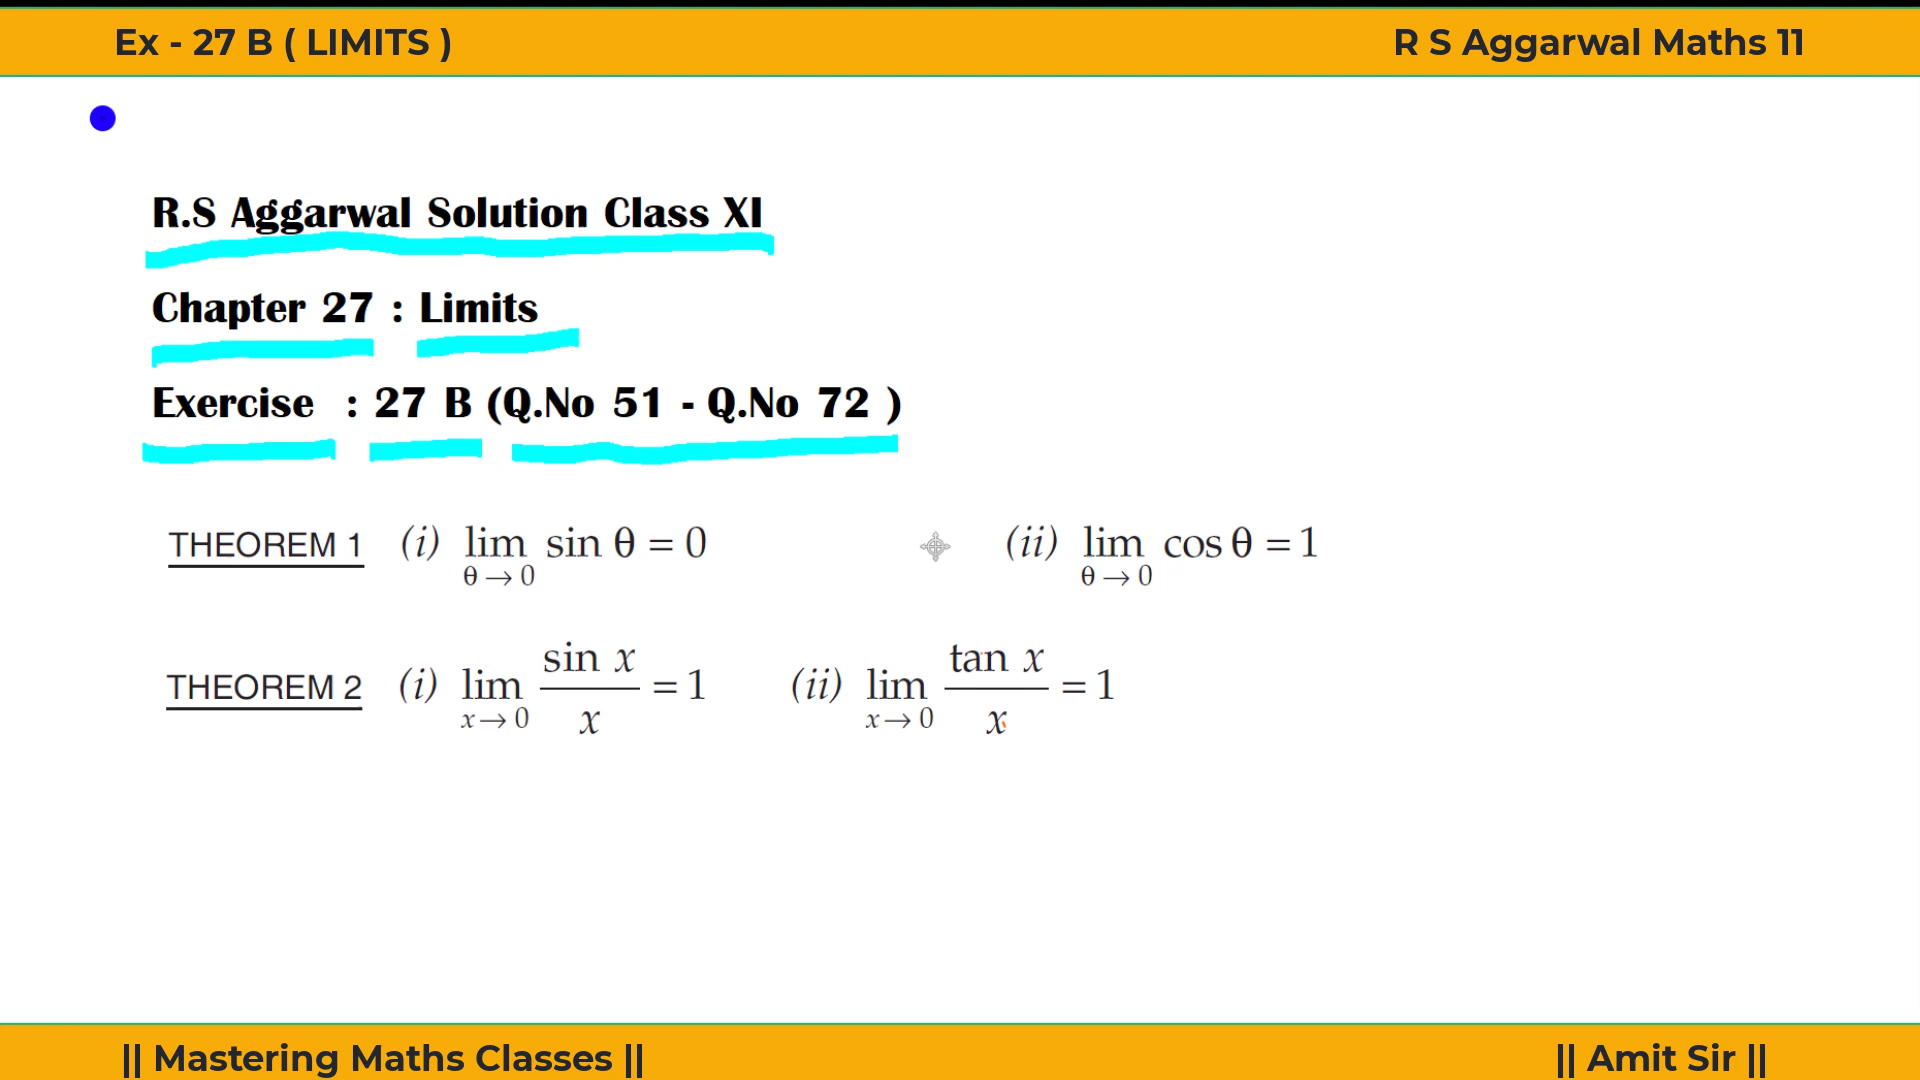 Ex - 27 B ( LIMITS )
R S Aggarwal Maths 11
R.S Aggarwal Solution Class XI
Chapter 27 : Limits
Exercise : 27 B (Q.No 51 - Q.No 72 )
THEOREM 1 (i) lim θ→0 sin θ = 0 (ii) lim θ→0 cos θ = 1
THEOREM 2 (i) lim x→0 sin x / x = 1 (ii) lim x→0 tan x / x = 1
|| Mastering Maths Classes ||
|| Amit Sir ||